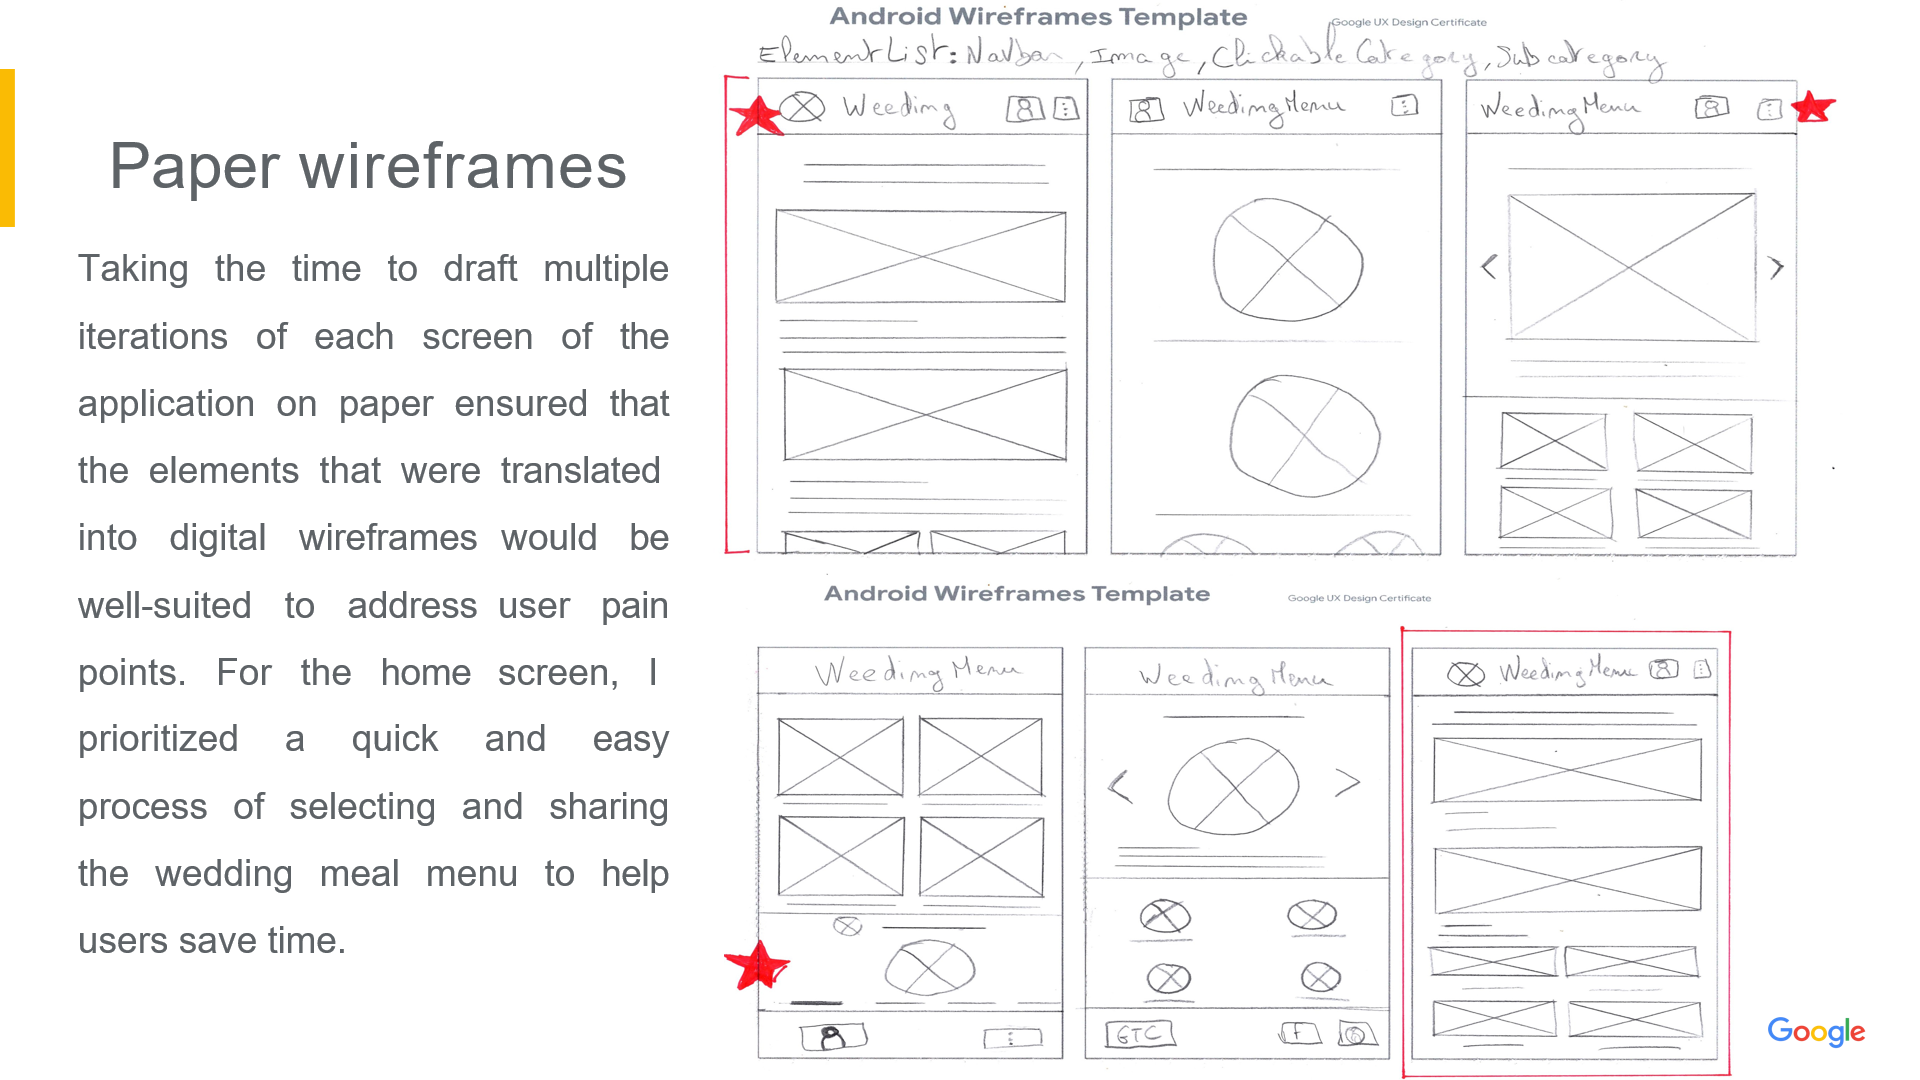 Paper wireframes
Taking the time to draft multiple
iterations of each screen of the
application on paper ensured that
the elements that were translated
into digital wireframes would be
well-suited to address user pain
points. For the home screen, I
prioritized a quick and easy
process of selecting and sharing
the wedding meal menu to help
users save time.
Android Wireframes Template
Google UX Design Certificate
Element List: Navbar, Image, Clickable Category, Subcategory
Weeding
Weeding Menu
Weeding Menu
Android Wireframes Template
Google UX Design Certificate
Weeding Menu
Weeding Menu
Weeding Menu
GTC
F
Google